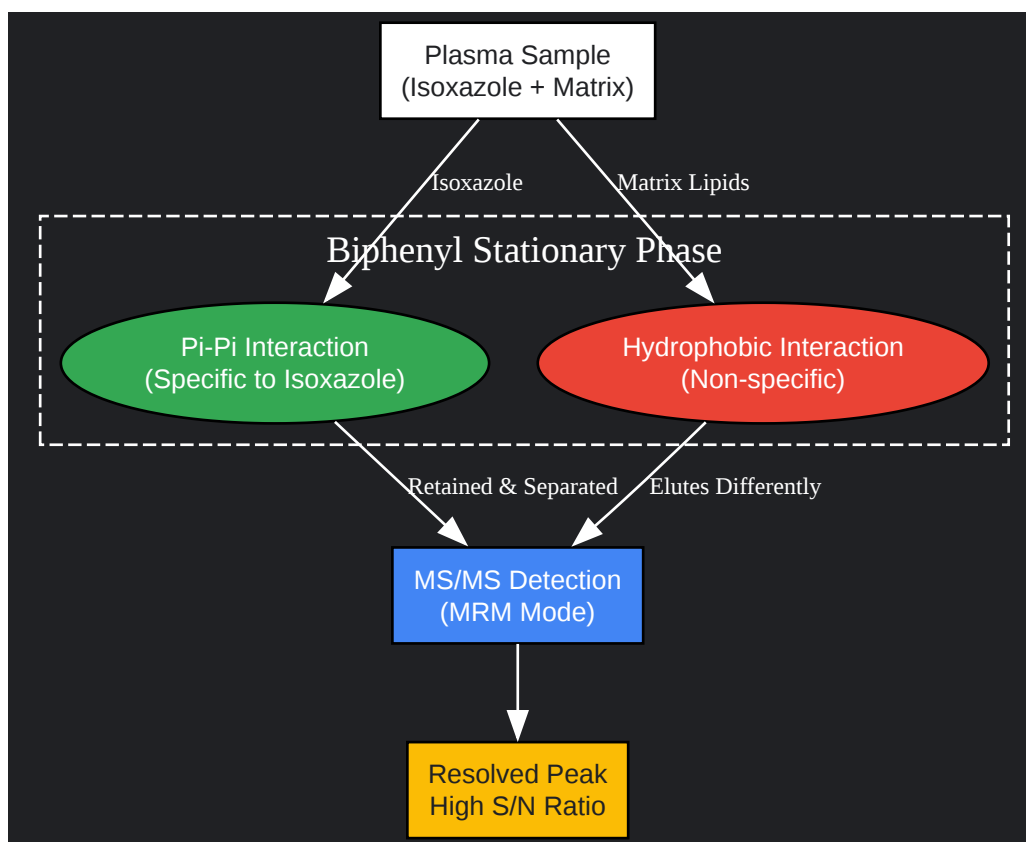 Plasma Sample
(Isoxazole + Matrix)
Isoxazole
Matrix Lipids
Biphenyl Stationary Phase
Pi-Pi Interaction
(Specific to Isoxazole)
Hydrophobic Interaction
(Non-specific)
Retained & Separated
Elutes Differently
MS/MS Detection
(MRM Mode)
Resolved Peak
High S/N Ratio